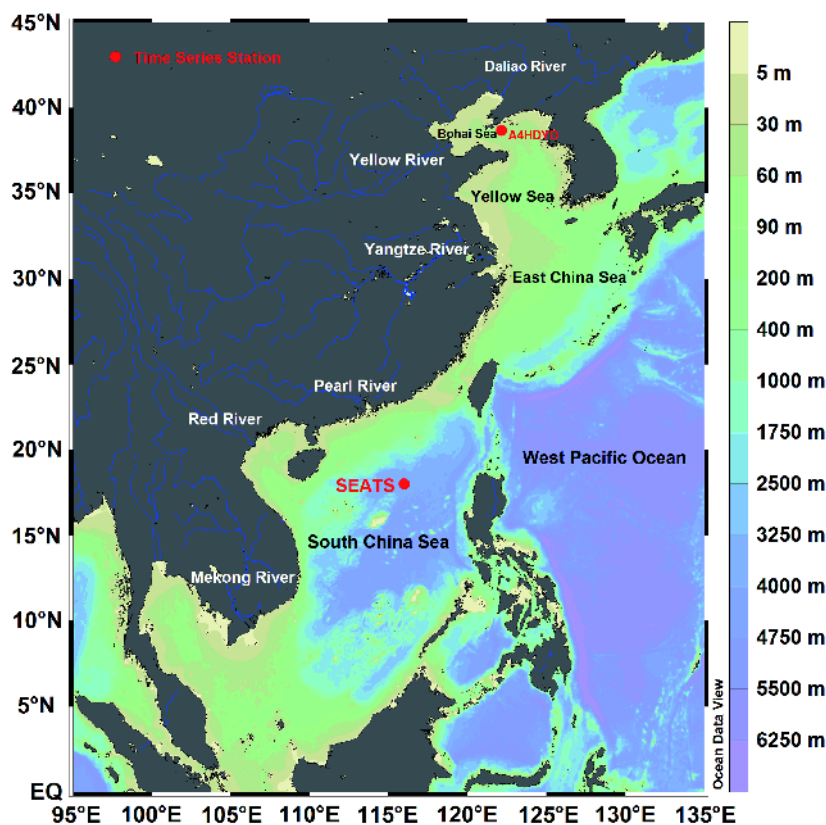 45°N
40°N
35°N
30°N
25°N
20°N
15°N
10°N
5°N
EQ
95°E
100°E
105°E
110°E
115°E
120°E
125°E
130°E
135°E
Time Series Station
Daliao River
Bohai Sea
A4HDYD
Yellow River
Yellow Sea
Yangtze River
East China Sea
Pearl River
Red River
West Pacific Ocean
SEATS
South China Sea
Mekong River
Ocean Data View
5 m
30 m
60 m
90 m
200 m
400 m
1000 m
1750 m
2500 m
3250 m
4000 m
4750 m
5500 m
6250 m